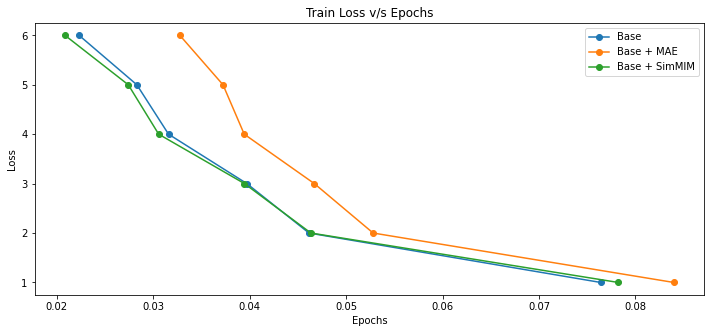 Train Loss v/s Epochs
Base
Base + MAE
Base + SimMIM
Loss
6
5
4
3
2
1
0.02 0.03 0.04 0.05 0.06 0.07 0.08
Epochs